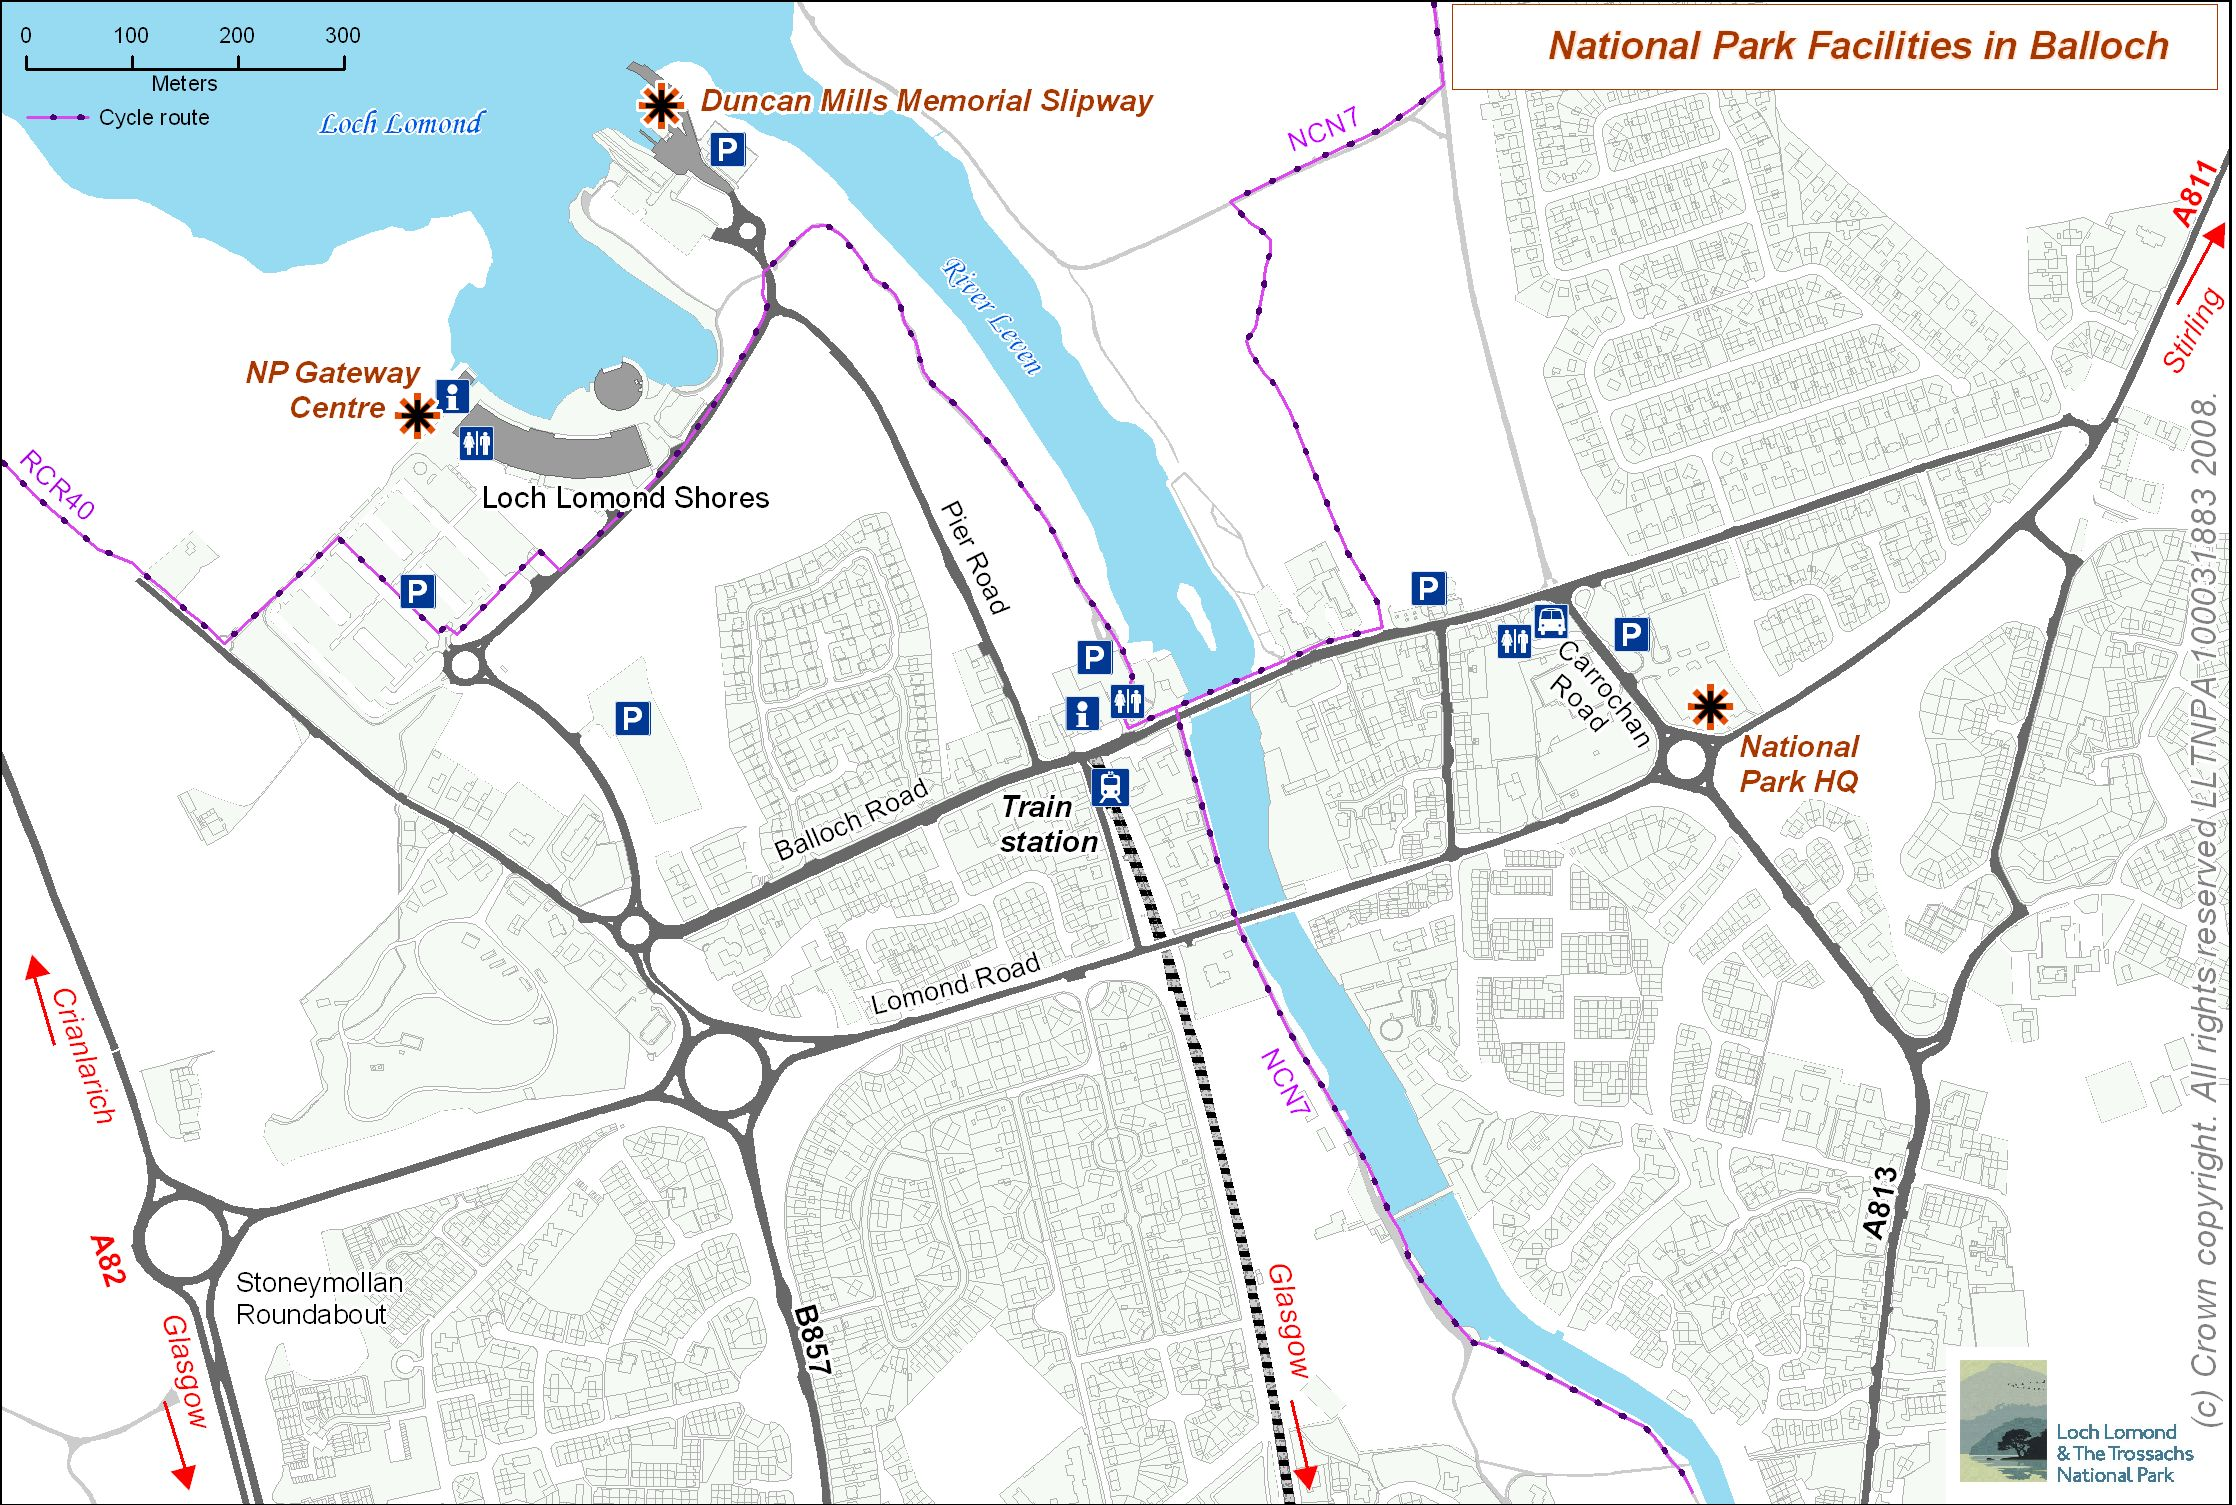 0 100 200 300
Meters
Cycle route
Loch Lomond
National Park Facilities in Balloch
Duncan Mills Memorial Slipway
P
NCN7
A811
Stirling
River Leven
NP Gateway
Centre
i
Loch Lomond Shores
RCR40
P
Pier Road
P
P
P
i
Carrochan
Road
P
National
Park HQ
Train
station
Balloch Road
Lomond Road
Crianlarich
NCN7
A813
A82
Stoneymollan
Roundabout
Glasgow
B857
Glasgow
Loch Lomond
& The Trossachs
National Park
(c) Crown copyright. All rights reserved LLTNPA 100031883 2008.